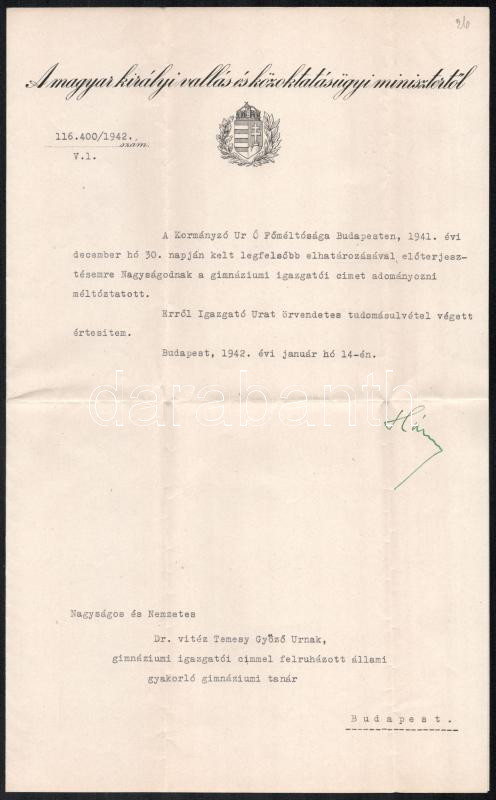 26
A magyar királyi vallás és közoktatásügyi minisztertől
116.400/1942. szám.
V.1.
A Kormányzó Ur Ő Főméltósága Budapesten, 1941. évi
december hó 30. napján kelt legfelsőbb elhatározásával előterjesz-
tésemre Nagyságodnak a gimnáziumi igazgatói cimet adományozni
méltóztatott.
Erről Igazgató Urat örvendetes tudomásulvétel végett
értesitem.
Budapest, 1942. évi január hó 14-én.
darabanth
Nagyságos és Nemzetes
Dr. vitéz Temesy Győző Urnak,
gimnáziumi igazgatói címmel felruházott állami
gyakorló gimnáziumi tanár
Budapest.